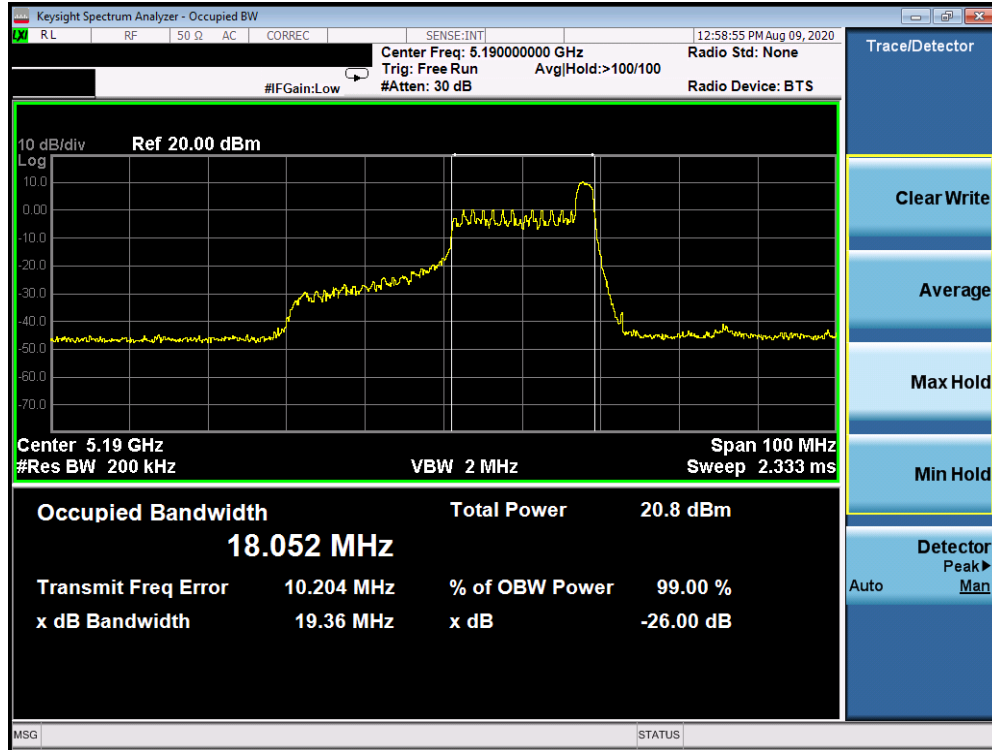 Keysight Spectrum Analyzer - Occupied BW
LXI RL RF 50 Ω AC CORREC SENSE:INT 12:58:55 PM Aug 09, 2020
Center Freq: 5.190000000 GHz Radio Std: None
Trig: Free Run Avg|Hold:>100/100
#IFGain:Low #Atten: 30 dB Radio Device: BTS
10 dB/div Ref 20.00 dBm
Log
10.0
0.00
-10.0
-20.0
-30.0
-40.0
-50.0
-60.0
-70.0
Center 5.19 GHz Span 100 MHz
#Res BW 200 kHz VBW 2 MHz Sweep 2.333 ms
Occupied Bandwidth Total Power 20.8 dBm
18.052 MHz
Transmit Freq Error 10.204 MHz % of OBW Power 99.00 %
x dB Bandwidth 19.36 MHz x dB -26.00 dB
MSG STATUS
Trace/Detector
Clear Write
Average
Max Hold
Min Hold
Detector
Peak▶
Auto Man